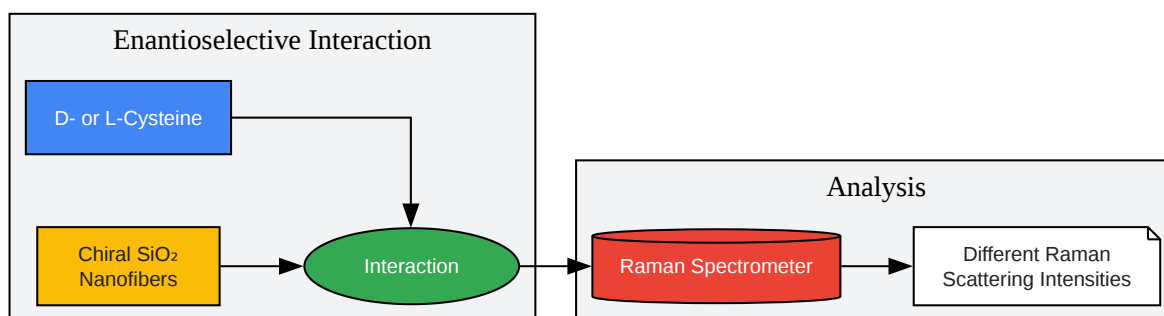 Enantioselective Interaction
D- or L-Cysteine
Chiral SiO₂
Nanofibers
Interaction
Analysis
Raman Spectrometer
Different Raman
Scattering Intensities